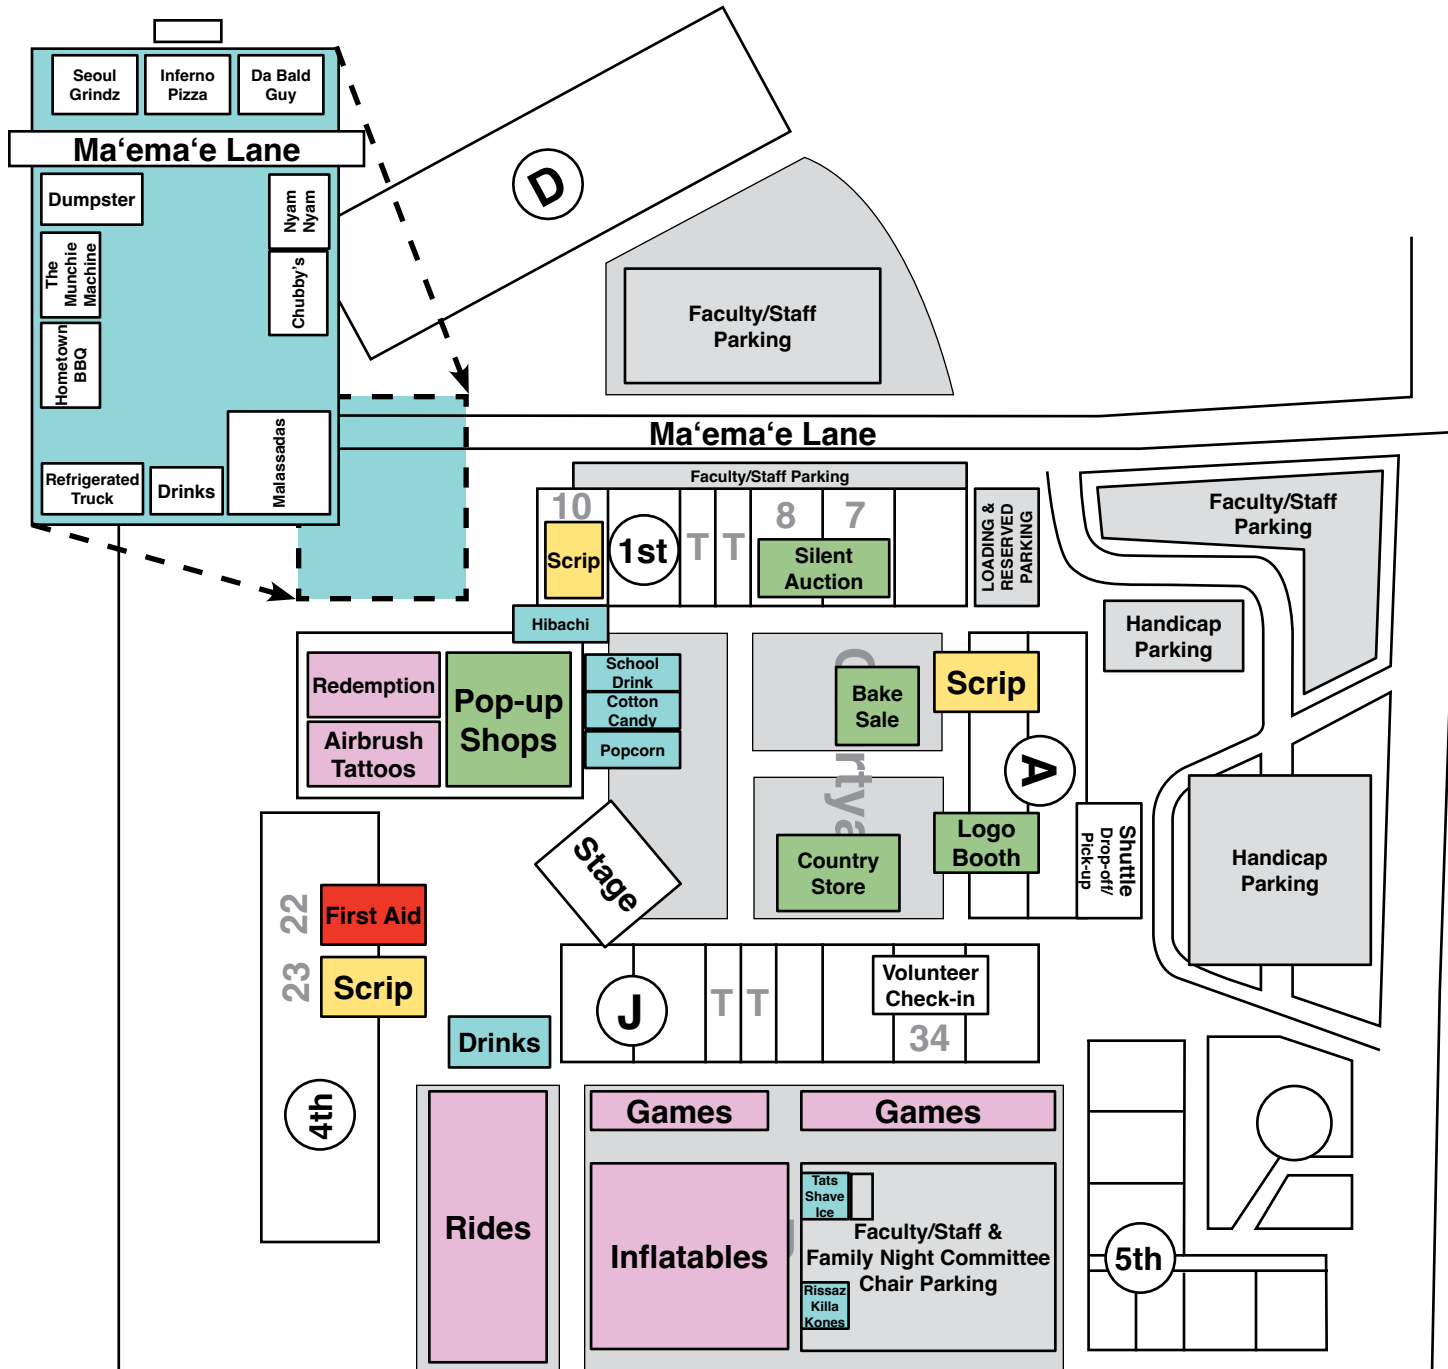 Seoul
Grindz
Inferno
Pizza
Da Bald
Guy
Ma‘ema‘e Lane
Dumpster
Nyam
Nyam
The
Munchie
Machine
Chubby’s
Hometown
BBQ
Malassadas
Refrigerated
Truck
Drinks
D
Faculty/Staff
Parking
Ma‘ema‘e Lane
Faculty/Staff Parking
10
Scrip
1st
T
T
8
7
Silent
Auction
LOADING &
RESERVED
PARKING
Faculty/Staff
Parking
Handicap
Parking
Hibachi
Redemption
Airbrush
Tattoos
Pop-up
Shops
School
Drink
Cotton
Candy
Popcorn
Bake
Sale
Scrip
A
Logo
Booth
Country
Store
Shuttle
Drop-off/
Pick-up
Handicap
Parking
Stage
22
First Aid
23
Scrip
4th
Drinks
J
T
T
Volunteer
Check-in
34
Games
Games
Rides
Inflatables
Tats
Shave
Ice
Faculty/Staff &
Family Night Committee
Chair Parking
Rissaz
Killa
Kones
5th